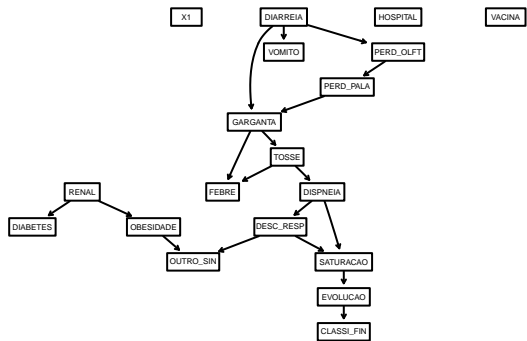 X1
DIARREIA
HOSPITAL
VACINA
VOMITO
PERD_OLFT
PERD_PALA
GARGANTA
TOSSE
RENAL
FEBRE
DISPNEIA
DIABETES
OBESIDADE
DESC_RESP
OUTRO_SIN
SATURACAO
EVOLUCAO
CLASSI_FIN